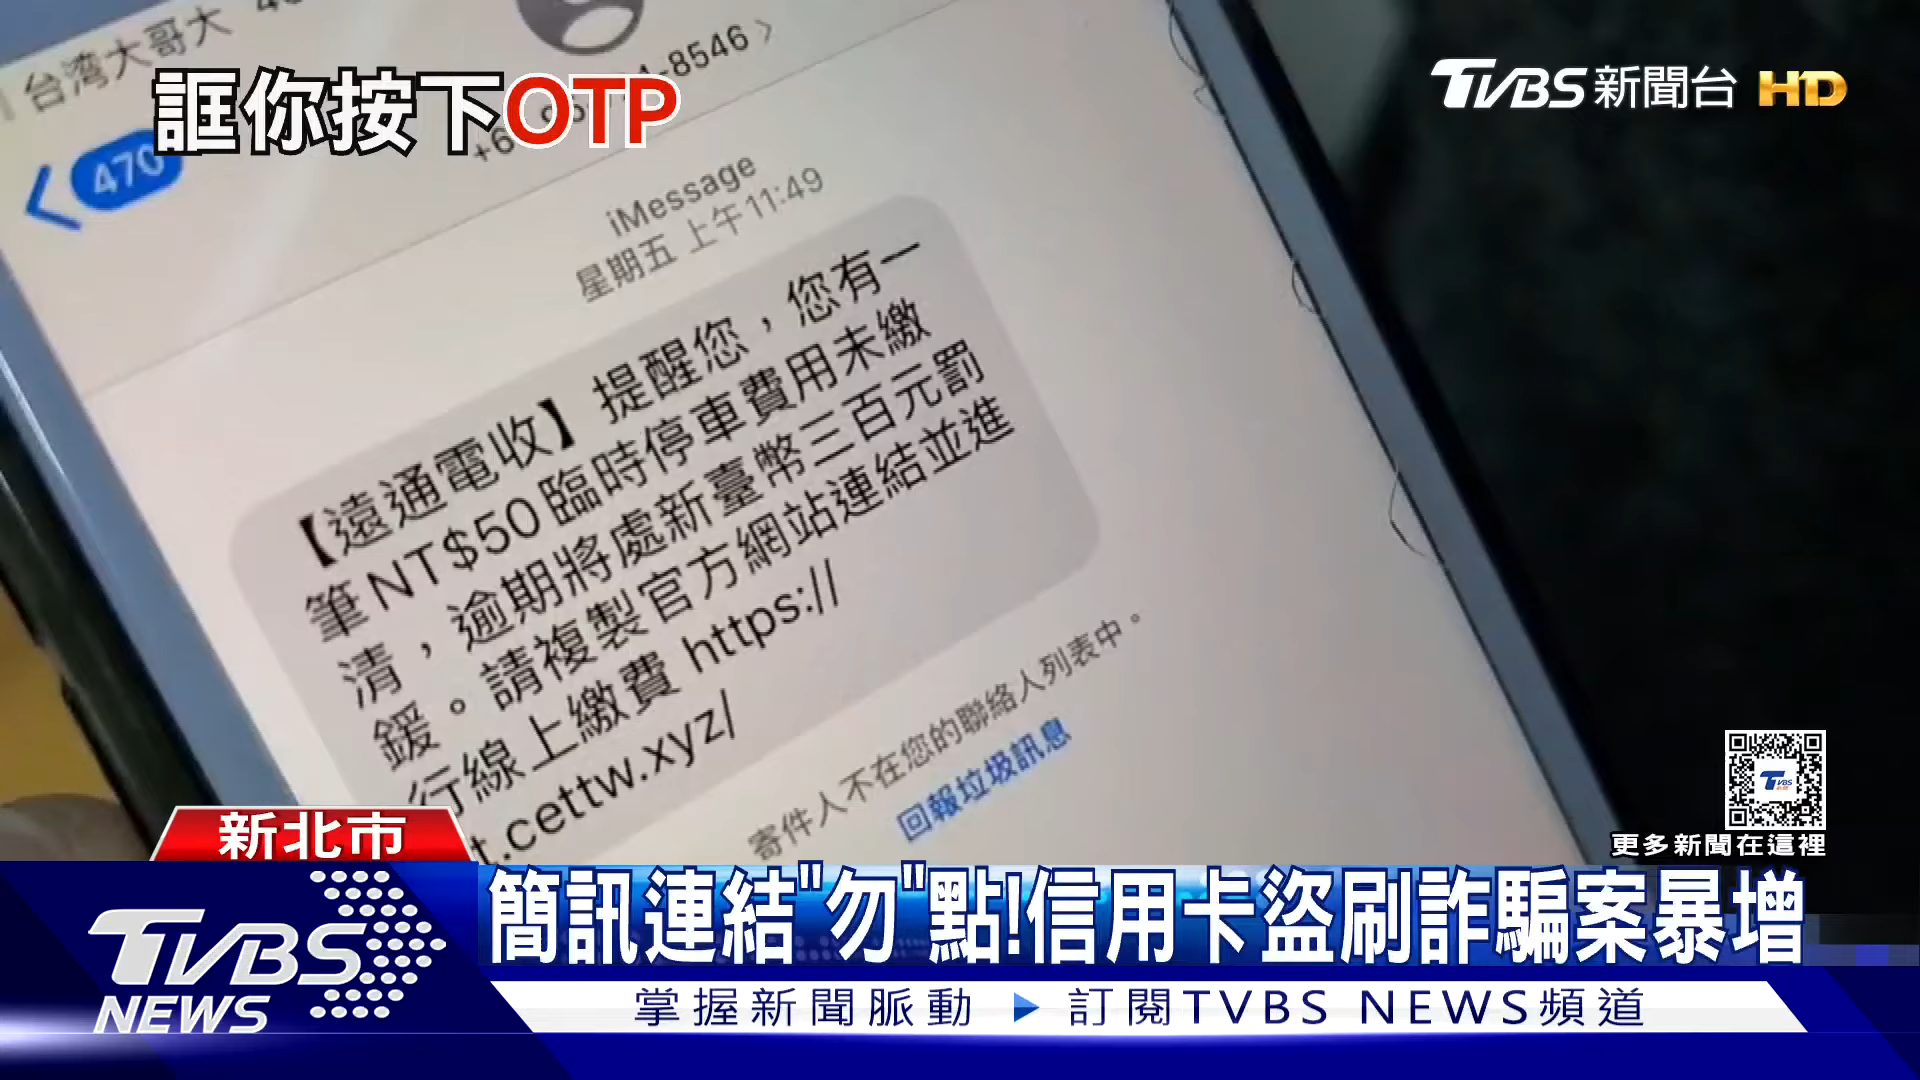 台湾大哥大
誆你按下OTP
TVBS新聞台 HD
470
-8546
iMessage
星期五 上午11:49
【遠通電收】提醒您，您有一
筆NT$50臨時停車費用未繳
清，逾期將處新臺幣三百元罰
鍰。請複製官方網站連結並進
行線上繳費 https://
t.cettw.xyz/
寄件人不在您的聯絡人列表中。
回報垃圾訊息
TVBS
更多新聞在這裡
新北市
簡訊連結"勿"點!信用卡盜刷詐騙案暴增
TVBS
NEWS
掌握新聞脈動 ▶ 訂閱TVBS NEWS頻道